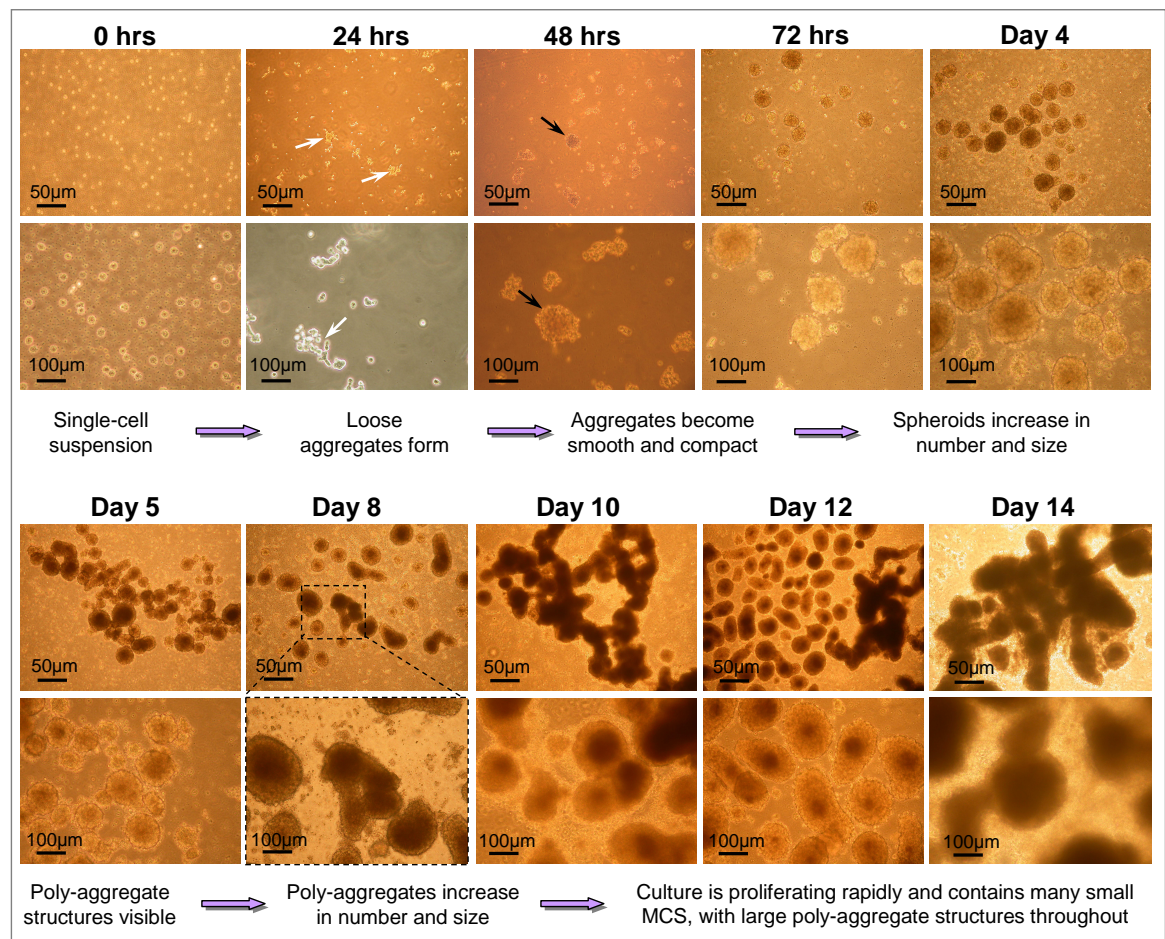 0 hrs
24 hrs
48 hrs
72 hrs
Day 4
50µm
50µm
50µm
50µm
50µm
100µm
100µm
100µm
100µm
100µm
Single-cell
suspension
Loose
aggregates form
Aggregates become
smooth and compact
Spheroids increase in
number and size
Day 5
Day 8
Day 10
Day 12
Day 14
50µm
50µm
50µm
50µm
50µm
100µm
100µm
100µm
100µm
100µm
Poly-aggregate
structures visible
Poly-aggregates increase
in number and size
Culture is proliferating rapidly and contains many small
MCS, with large poly-aggregate structures throughout